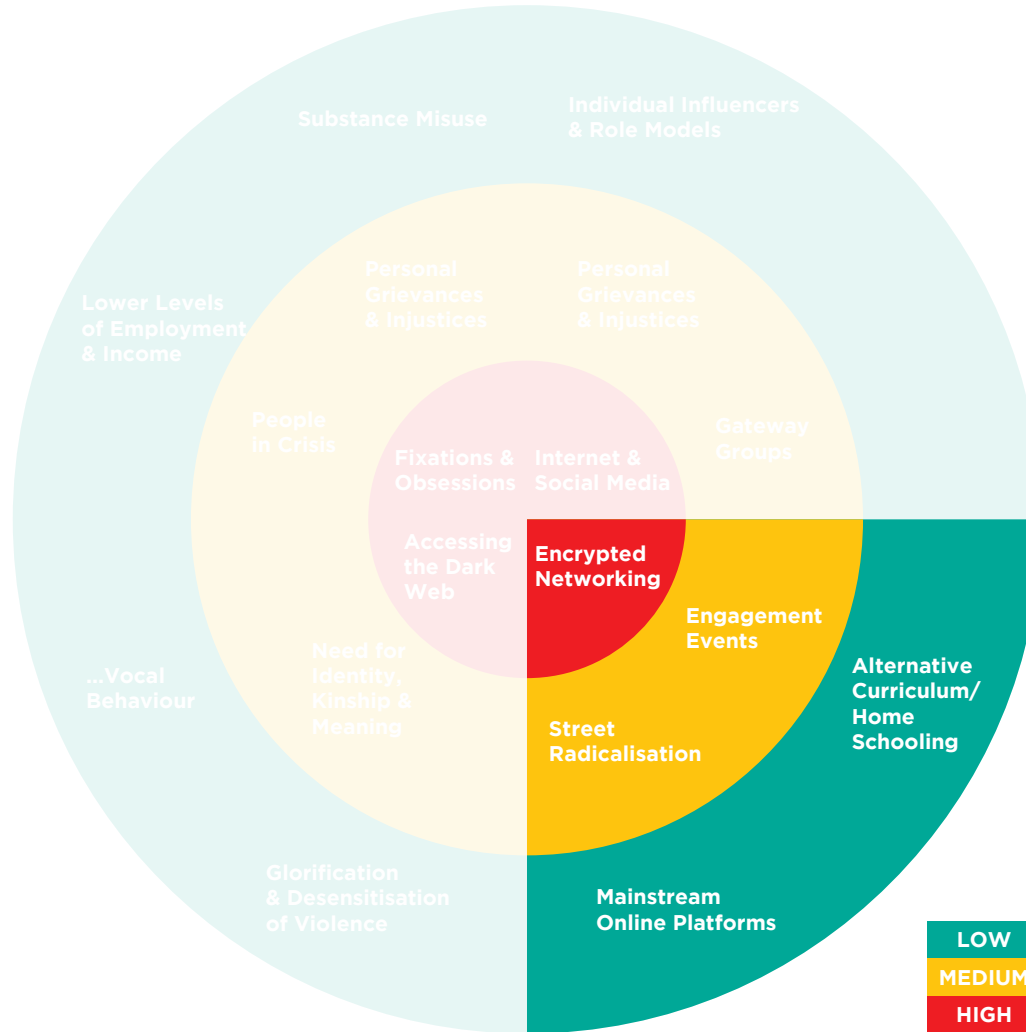 Substance Misuse
Individual Influencers
& Role Models
Personal
Grievances
& Injustices
Personal
Grievances
& Injustices
Lower Levels
of Employment
& Income
People
in Crisis
Gateway
Groups
Fixations &
Obsessions
Internet &
Social Media
Accessing
the Dark
Web
Encrypted
Networking
Engagement
Events
Need for
Identity,
Kinship &
Meaning
...Vocal
Behaviour
Alternative
Curriculum/
Home
Schooling
Street
Radicalisation
Glorification
& Desensitisation
of Violence
Mainstream
Online Platforms
LOW
MEDIUM
HIGH